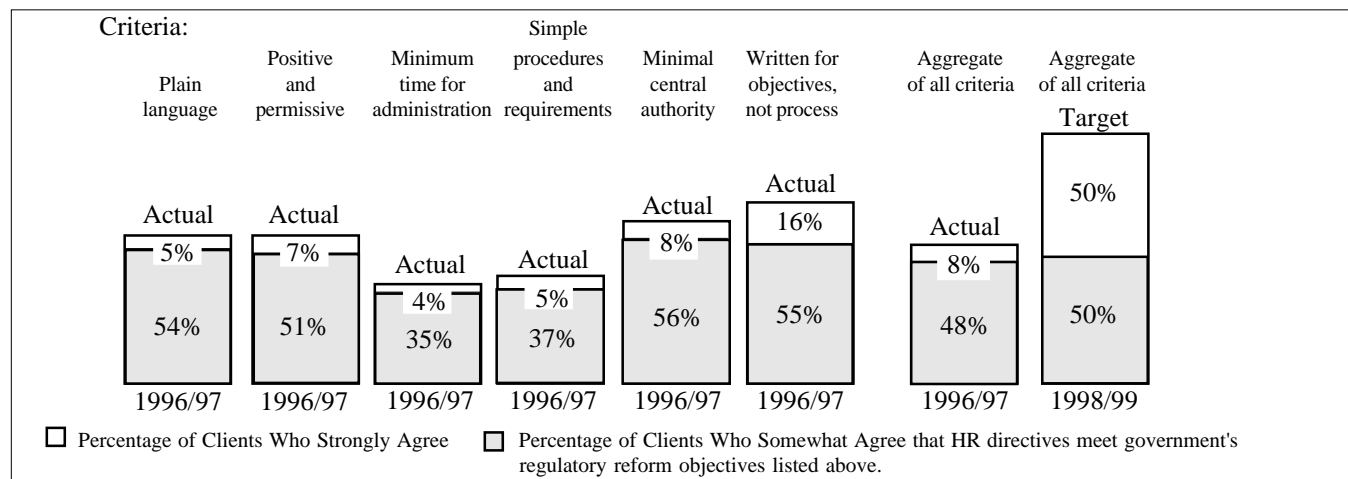 Criteria:
Plain
language
Positive
and
permissive
Minimum
time for
administration
Simple
procedures
and
requirements
Minimal
central
authority
Written for
objectives,
not process
Aggregate
of all criteria
Aggregate
of all criteria
Target
Actual
5%
54%
1996/97
Actual
7%
51%
1996/97
Actual
4%
35%
1996/97
Actual
5%
37%
1996/97
Actual
8%
56%
1996/97
Actual
16%
55%
1996/97
Actual
8%
48%
1996/97
50%
50%
1998/99
Percentage of Clients Who Strongly Agree
Percentage of Clients Who Somewhat Agree that HR directives meet government's
regulatory reform objectives listed above.